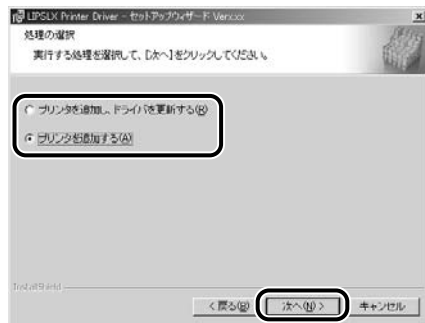 LIPSLX Printer Driver - セットアップウィザード Ver.x.xx
処理の選択
実行する処理を選択して、[次へ]をクリックしてください。
プリンタを追加し、ドライバを更新する(R)
プリンタを追加する(A)
InstallShield
< 戻る(B)
次へ(N) >
キャンセル